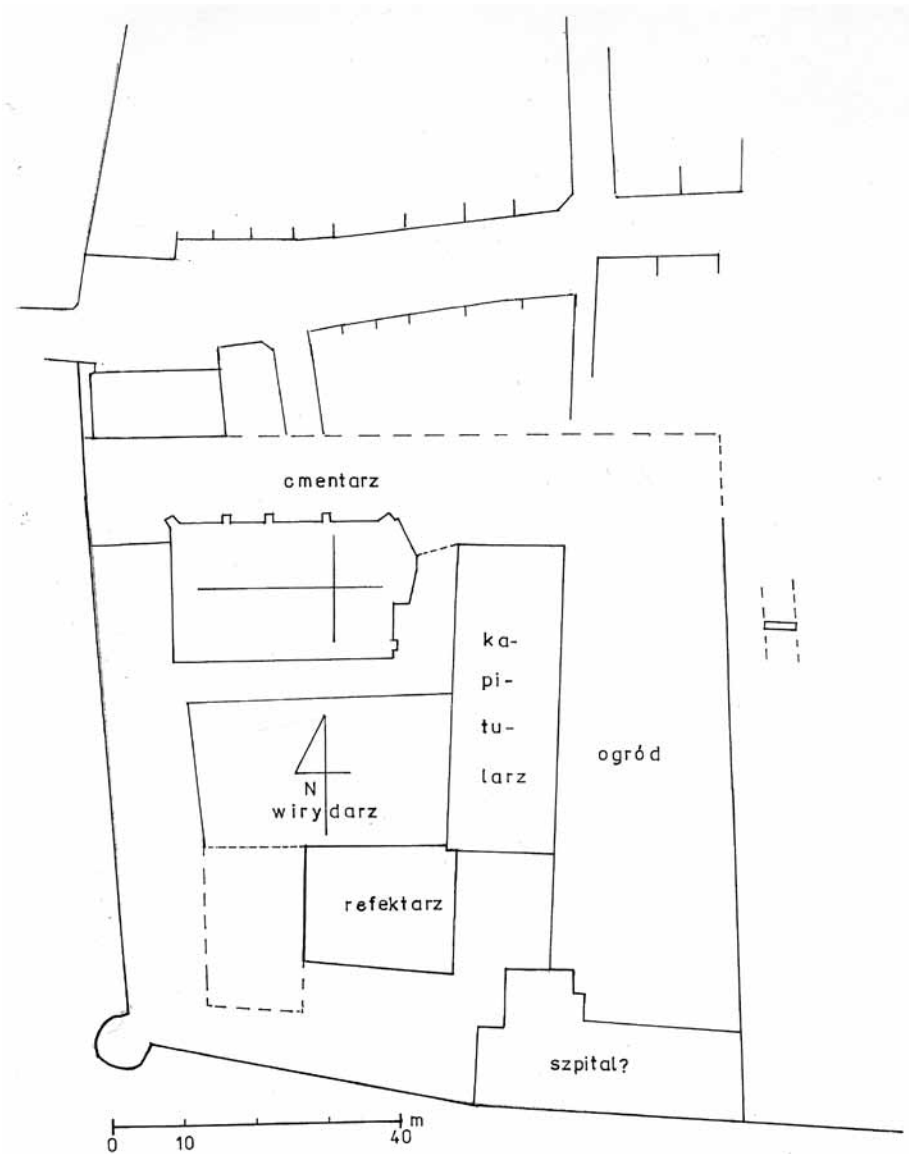 cmentarz
ka-
pi-
tu-
larz
ogród
N
wirydarz
refektarz
szpital?
0 10 40 m